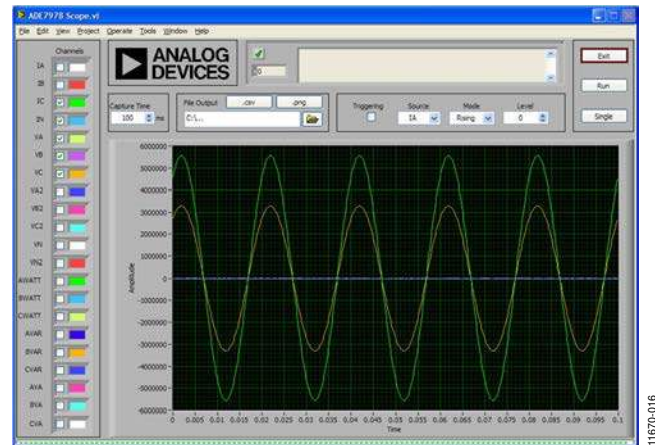 ADE7978 Scope.vi
File Edit View Project Operate Tools Window Help
Channels
IA
IB
IC
IN
VA
VB
VC
VA2
VB2
VC2
VN
VN2
AWATT
BWATT
CWATT
AVAR
BVAR
CVAR
AVA
BVA
CVA
ANALOG
DEVICES
0
Exit
Run
Single
Capture Time
100 ms
File Output .csv .png
C:\...
Triggering Source Mode Level
IA Rising 0
Amplitude
6000000
5000000
4000000
3000000
2000000
1000000
0
-1000000
-2000000
-3000000
-4000000
-5000000
-6000000
0 0.005 0.01 0.015 0.02 0.025 0.03 0.035 0.04 0.045 0.05 0.055 0.06 0.065 0.07 0.075 0.08 0.085 0.09 0.095 0.1
Time
11670-016